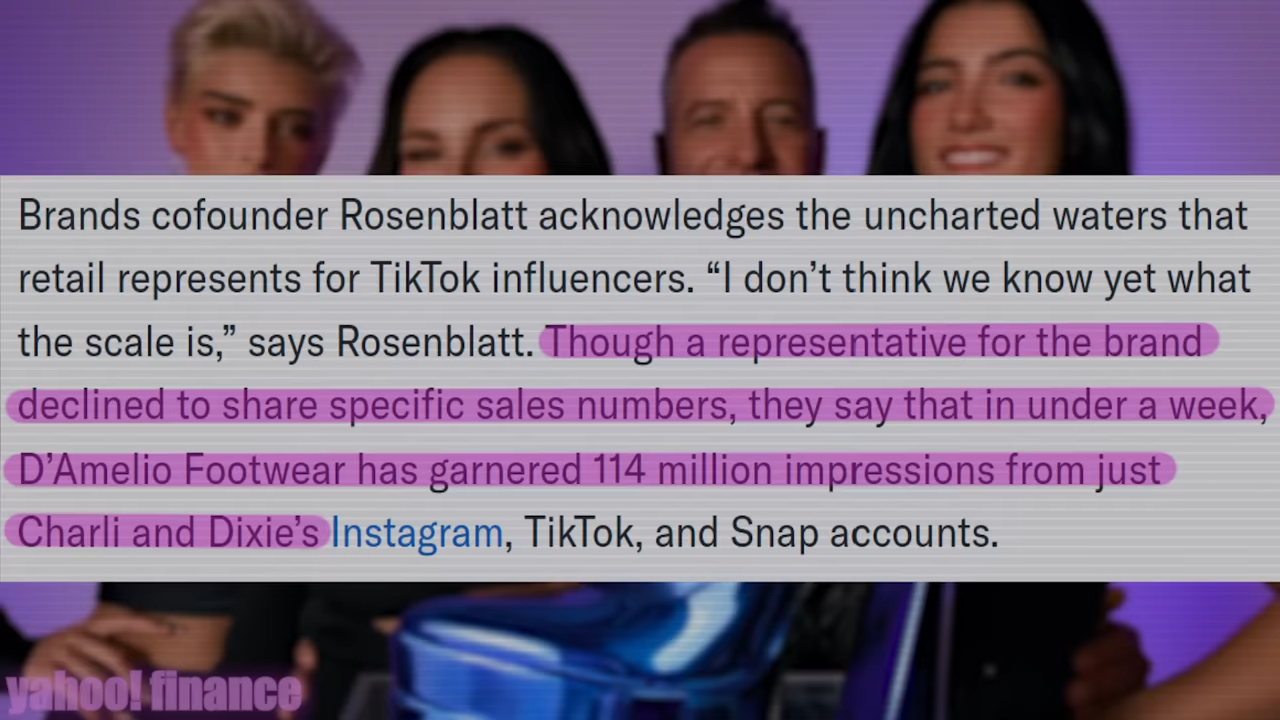 Brands cofounder Rosenblatt acknowledges the uncharted waters that
retail represents for TikTok influencers. “I don’t think we know yet what
the scale is,” says Rosenblatt. Though a representative for the brand
declined to share specific sales numbers, they say that in under a week,
D’Amelio Footwear has garnered 114 million impressions from just
Charli and Dixie’s Instagram, TikTok, and Snap accounts.
yahoo! finance